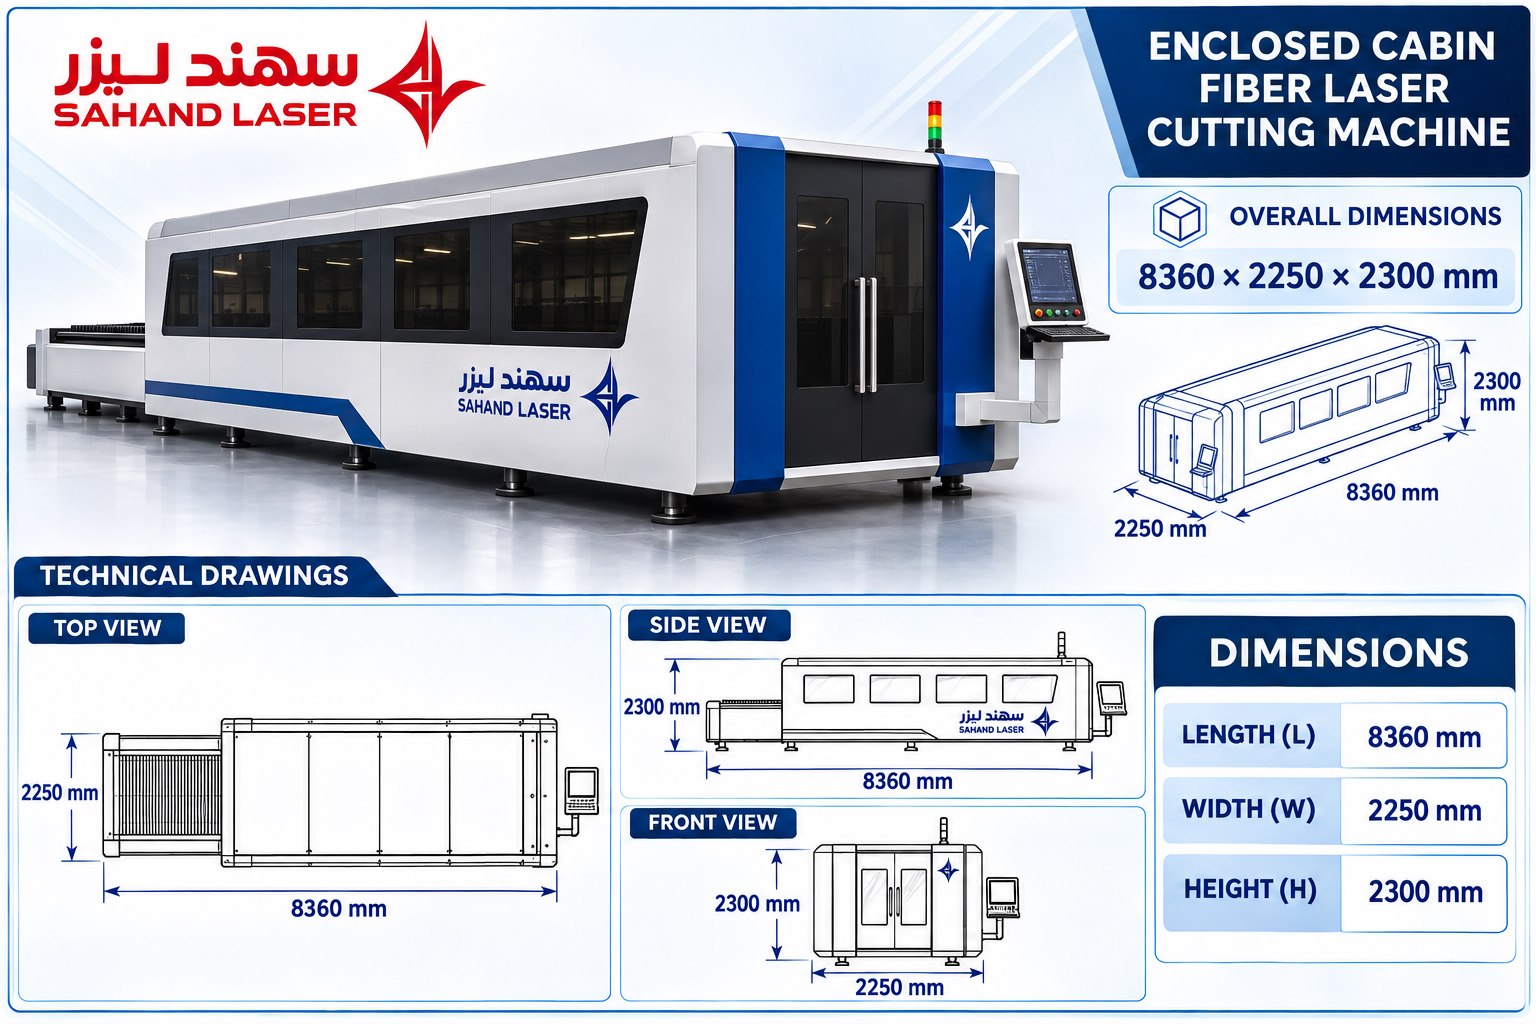 سهند لیزر
SAHAND LASER
ENCLOSED CABIN
FIBER LASER
CUTTING MACHINE
OVERALL DIMENSIONS
8360 × 2250 × 2300 mm
سهند لیزر
SAHAND LASER
2300
mm
8360 mm
2250 mm
TECHNICAL DRAWINGS
TOP VIEW
2250 mm
8360 mm
SIDE VIEW
2300 mm
سهند لیزر
SAHAND LASER
8360 mm
FRONT VIEW
2300 mm
2250 mm
DIMENSIONS
LENGTH (L) 8360 mm
WIDTH (W) 2250 mm
HEIGHT (H) 2300 mm